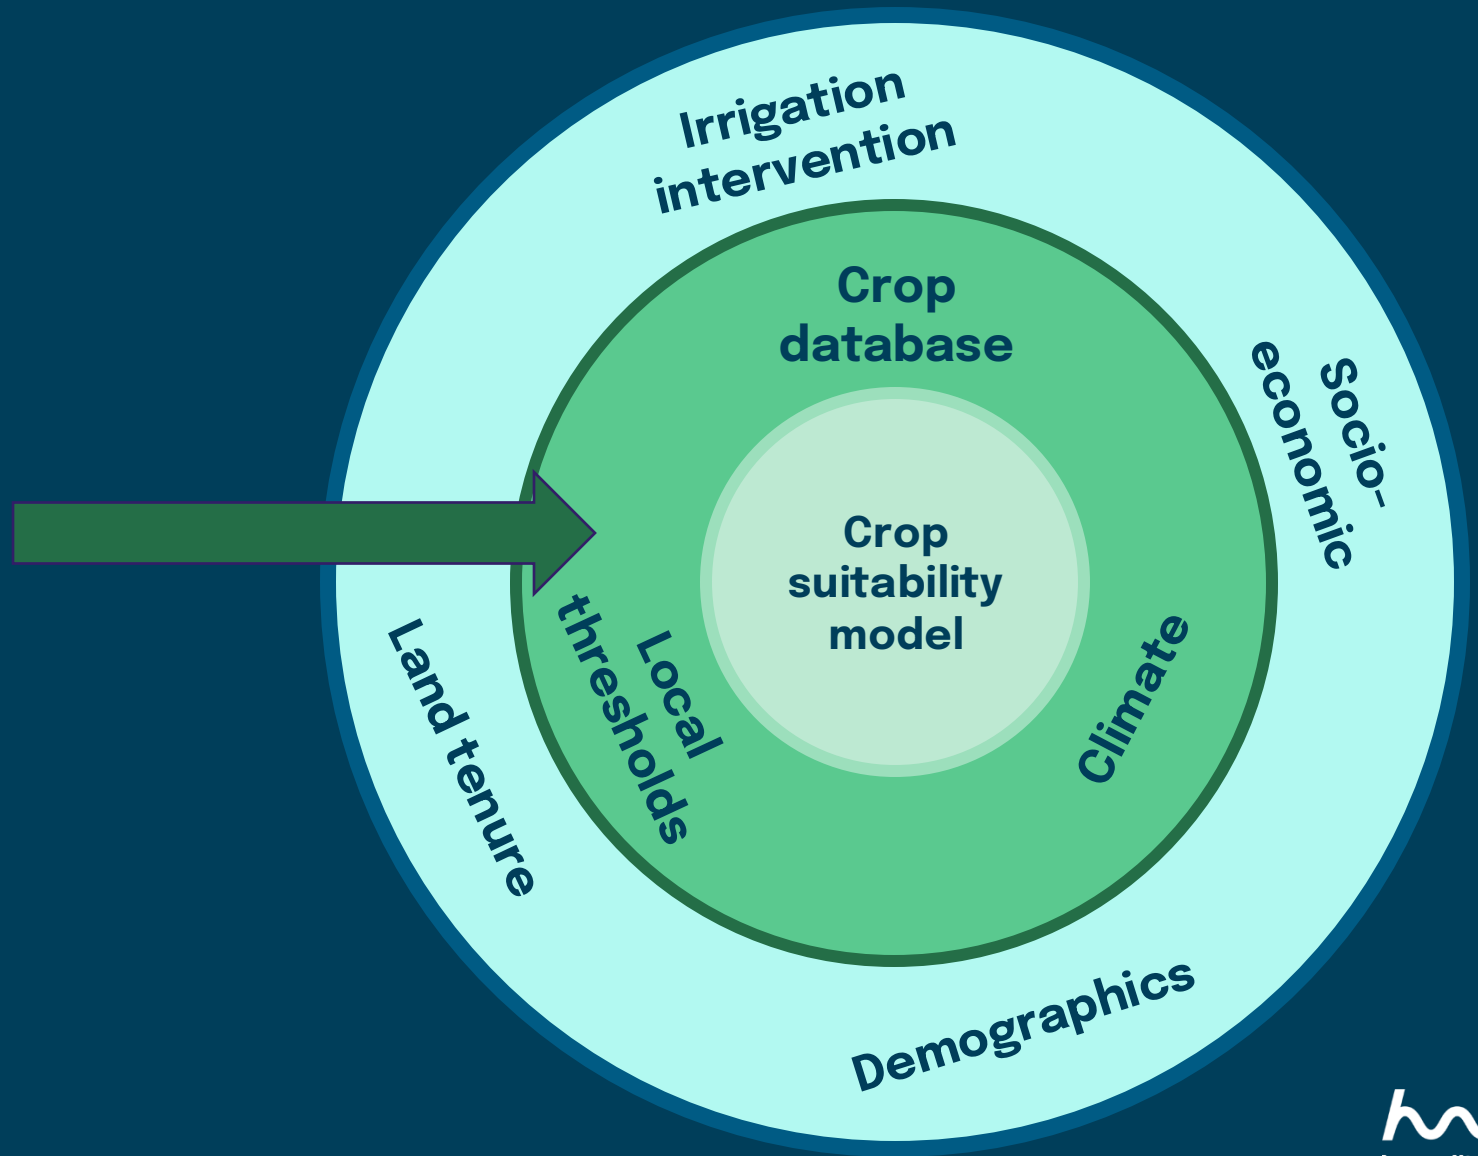 Irrigation
intervention
Crop
database
Socio-
economic
Crop
suitability
model
Local
thresholds
Climate
Land tenure
Demographics